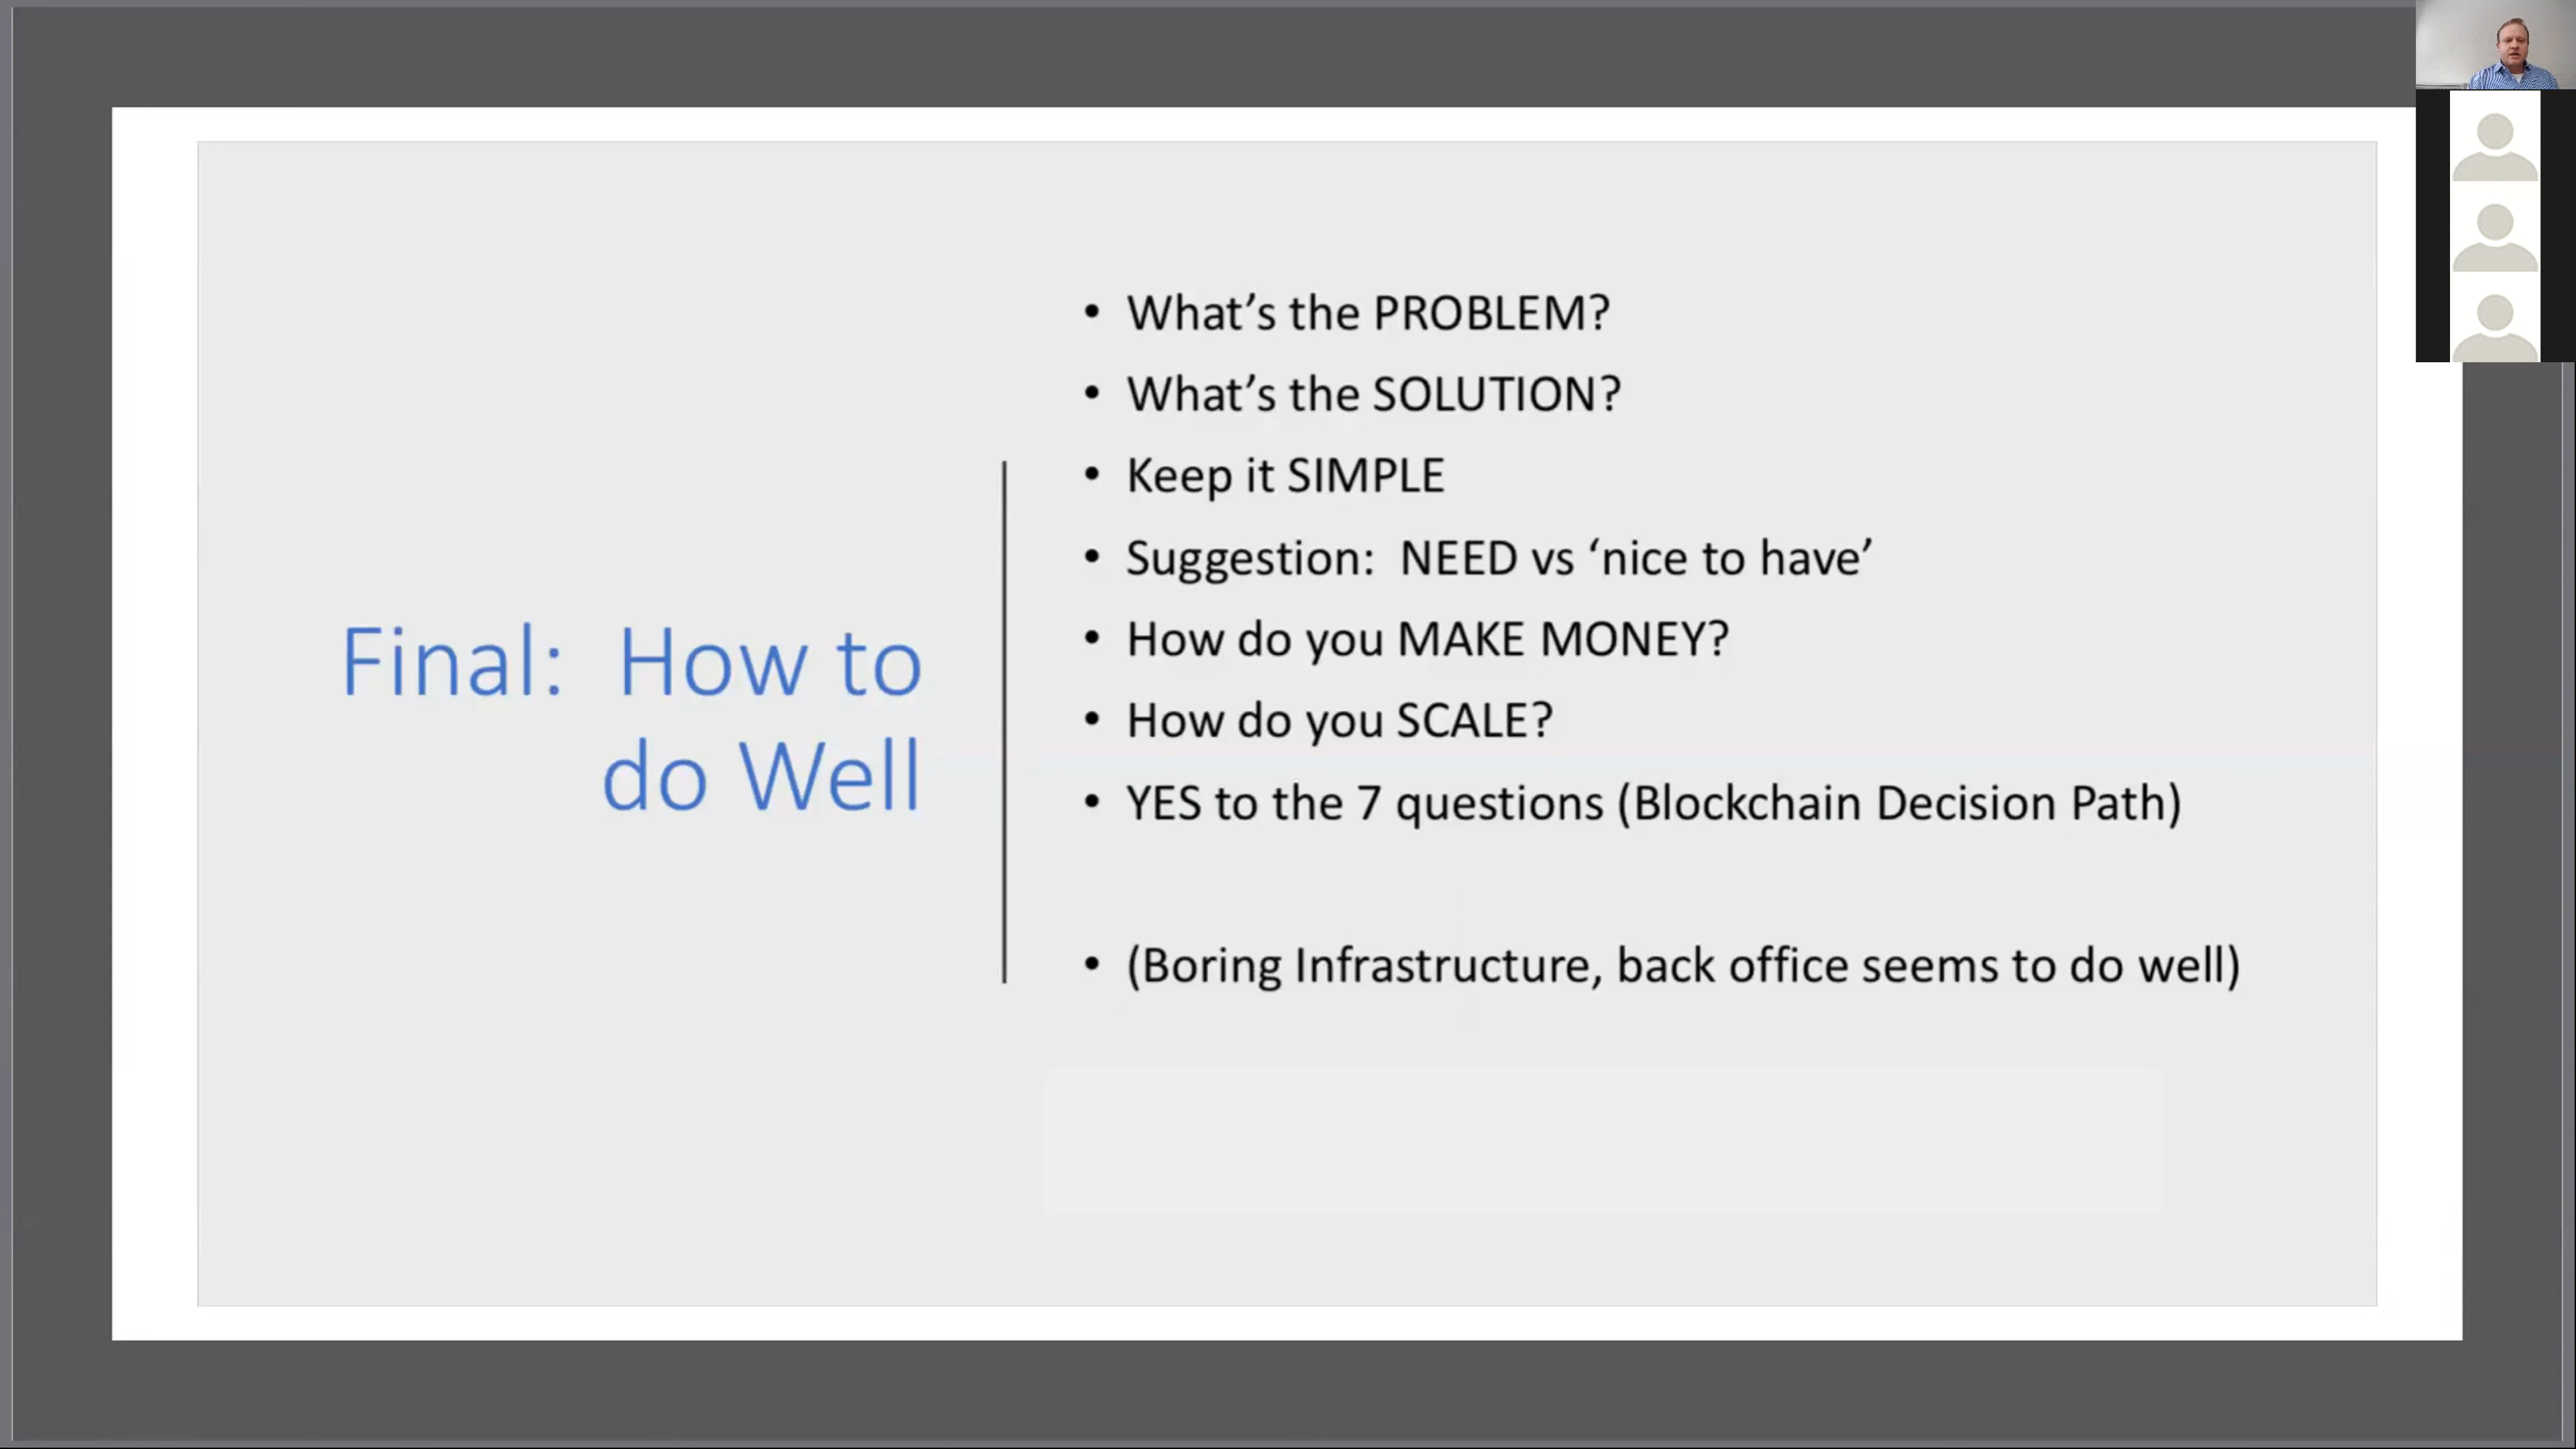 Final:  How to
do Well
• What’s the PROBLEM?
• What’s the SOLUTION?
• Keep it SIMPLE
• Suggestion:  NEED vs ‘nice to have’
• How do you MAKE MONEY?
• How do you SCALE?
• YES to the 7 questions (Blockchain Decision Path)
• (Boring Infrastructure, back office seems to do well)